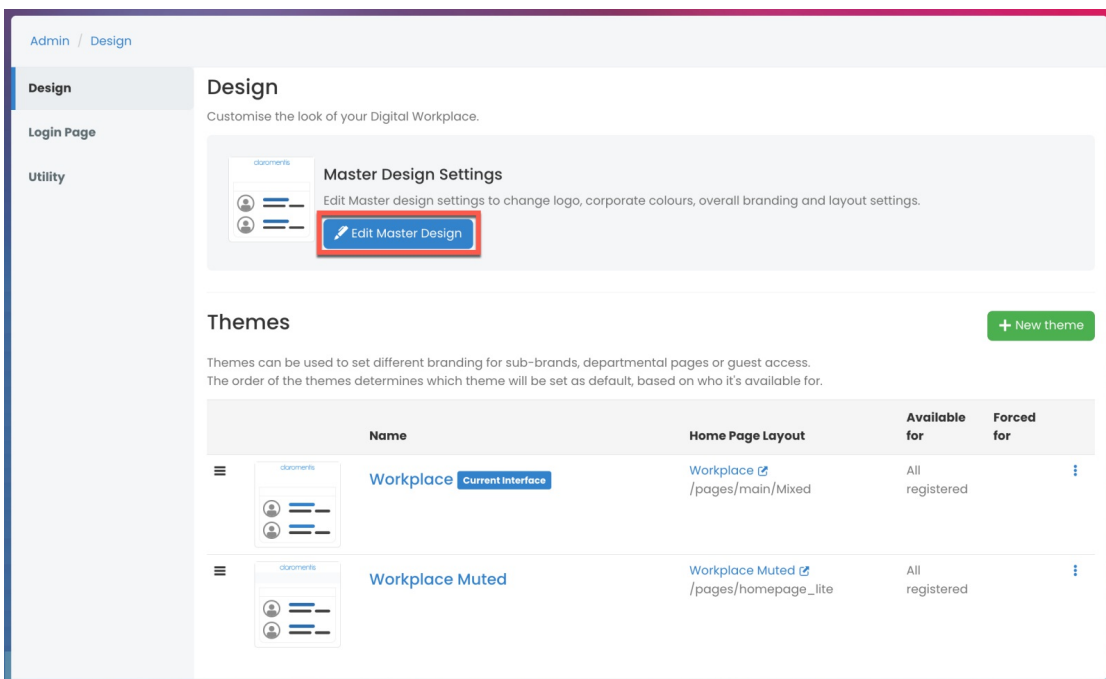 Admin / Design
Design
Login Page
Utility
Design
Customise the look of your Digital Workplace.
claromentis
Master Design Settings
Edit Master design settings to change logo, corporate colours, overall branding and layout settings.
Edit Master Design
Themes
+ New theme
Themes can be used to set different branding for sub-brands, departmental pages or guest access.
The order of the themes determines which theme will be set as default, based on who it's available for.
Name
Home Page Layout
Available
for
Forced
for
claromentis
Workplace Current Interface
Workplace
/pages/main/Mixed
All
registered
claromentis
Workplace Muted
Workplace Muted
/pages/homepage_lite
All
registered